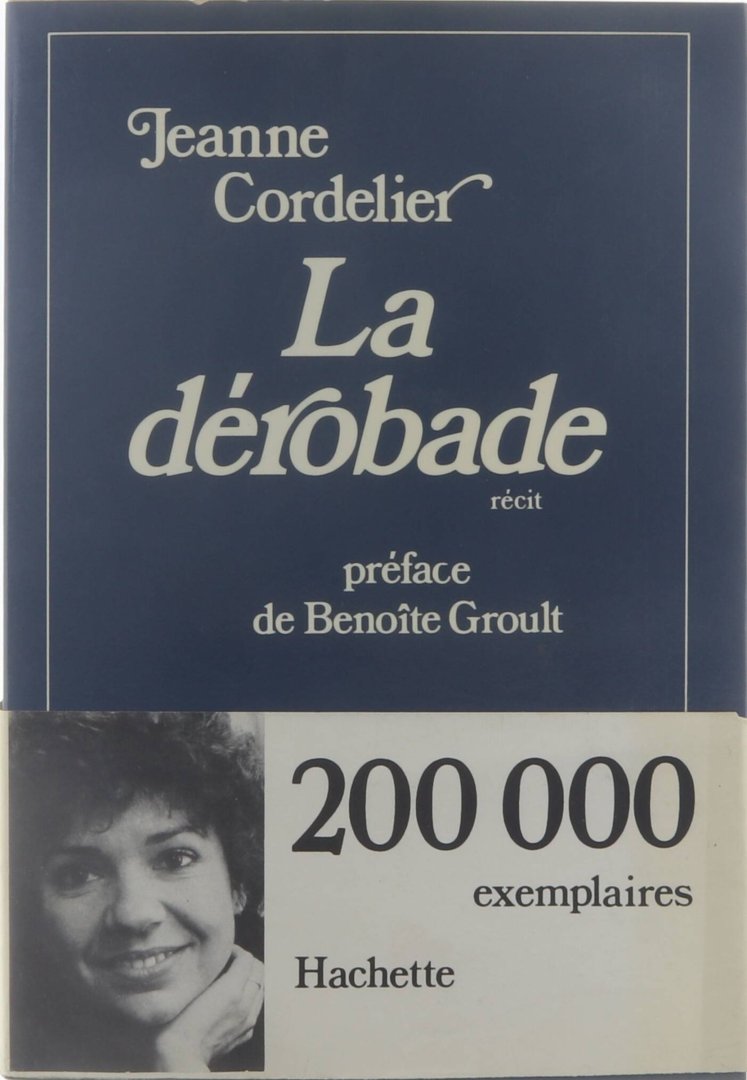 Jeanne
Cordelier
La
dérobade
récit
préface
de Benoîte Groult
200 000
exemplaires
Hachette